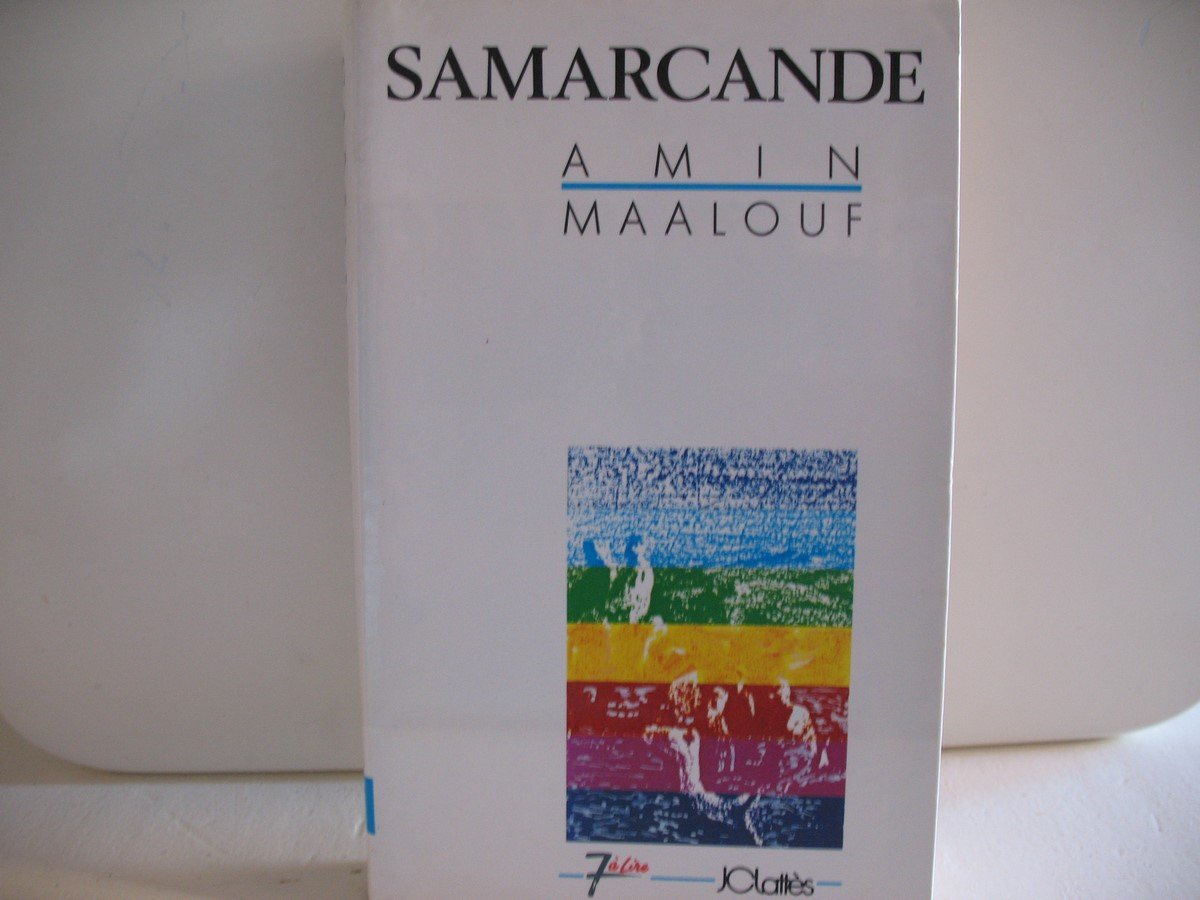 SAMARCANDE
AMIN
MAALOUF
7 à Lire
JCLattès